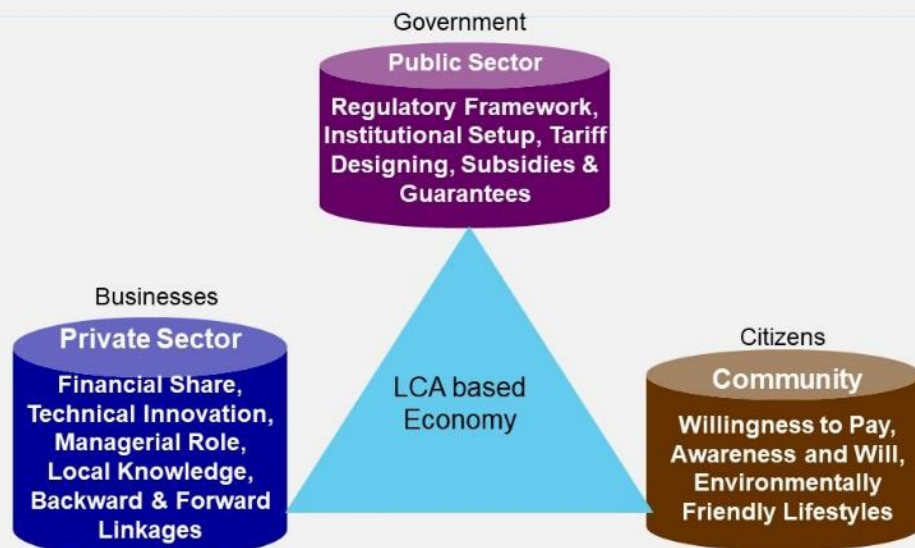 Government
Public Sector
Regulatory Framework,
Institutional Setup, Tariff
Designing, Subsidies &
Guarantees
Businesses
Private Sector
Financial Share,
Technical Innovation,
Managerial Role,
Local Knowledge,
Backward & Forward
Linkages
LCA based
Economy
Citizens
Community
Willingness to Pay,
Awareness and Will,
Environmentally
Friendly Lifestyles